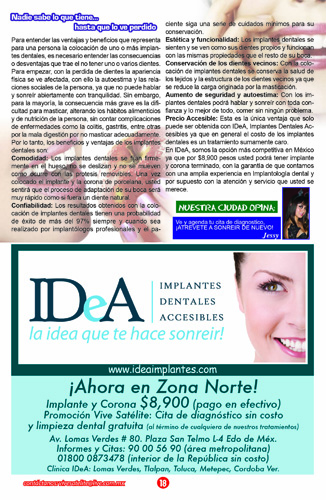 Nadie sabe lo que tiene...
hasta que lo ve perdido
Para entender las ventajas y beneficios que representa
para una persona la colocación de uno o más implan-
tes dentales, es necesario entender las consecuencias
o desventajas que trae el no tener uno o varios dientes.
Para empezar, con la perdida de dientes la apariencia
física se ve afectada, con ello la autoestima y las rela-
ciones sociales de la persona, ya que no puede hablar
y sonreír abiertamente con tranquilidad. Sin embargo,
para la mayoría, la consecuencia más grave es la difi-
cultad para masticar, alterando los hábitos alimenticios
y de nutrición de la persona, sin contar complicaciones
de enfermedades como la colitis, gastritis, entre otras
por la mala digestión por no masticar adecuadamente.
Por lo tanto, los beneficios y ventajas de los implantes
dentales son:
Comodidad: Los implantes dentales se unen firme-
mente en el huesocito se deslizan y no se mueven
como ocurre con las prótesis removibles. Una vez
colocado el implante y la corona de porcelana, usted
sentirá que el proceso de adaptación de su boca será
muy rápido como si fuera un diente natural.
Confiabilidad: Los resultados obtenidos con la colo-
cación de implantes dentales tienen una probabilidad
de éxito de más del 97% siempre y cuando sea
realizado por implantólogos profesionales y el paciente
siga una serie de cuidados mínimos para su
conservación.
Estética y funcionalidad: Los implantes dentales se
sienten y se ven como sus dientes propios y funcionan
con las mismas propiedades que el resto de su boca.
Conservación de los dientes vecinos: Con la colo-
cación de implantes dentales se conserva la salud de
los tejidos y la estructura de los dientes vecinos ya que
se reduce la carga originada por la masticación.
Aumento de seguridad y autoestima: Con los im-
plantes dentales podrá hablar y sonreír con toda con-
fianza y lo mejor de todo, comer sin ningún problema.
Precio Accesible: Esta es la única ventaja que solo
puede ser obtenida con IDeA, Implantes Dentales Ac-
cesibles ya que en general el costo de los implantes
dentales es un tratamiento sumamente caro.
En IDeA, somos la opción más competitiva en México
ya que por $8,900 pesos usted podrá tener implante
y corona terminado, con la garantía de que contamos
con una amplia experiencia en Implantología dental y
por supuesto con la atención y servicio que usted se
merece.
NUESTRA CIUDAD OPINA:
Ve y agenda tu cita de diagnostico,
¡ATREVETE A SONREIR DE NUEVO!
Jessy
IDeA
IMPLANTES
DENTALES
ACCESIBLES
la idea que te hace sonreir!
www.ideaimplantes.com
¡Ahora en Zona Norte!
Implante y Corona $8,900 (pago en efectivo)
Promoción Vive Satélite: Cita de diagnóstico sin costo
y limpieza dental gratuita (al término de cualquiera de nuestros tratamientos)
Av. Lomas Verdes # 80. Plaza San Telmo L-4 Edo de Méx.
Informes y Citas: 90 00 56 90 (área metropolitana)
01800 0873478 (interior de la República sin costo)
Clínica IDeA: Lomas Verdes, Tlalpan, Toluca, Metepec, Cordoba Ver.
contáctanos: vivesatelite@live.com.mx
18